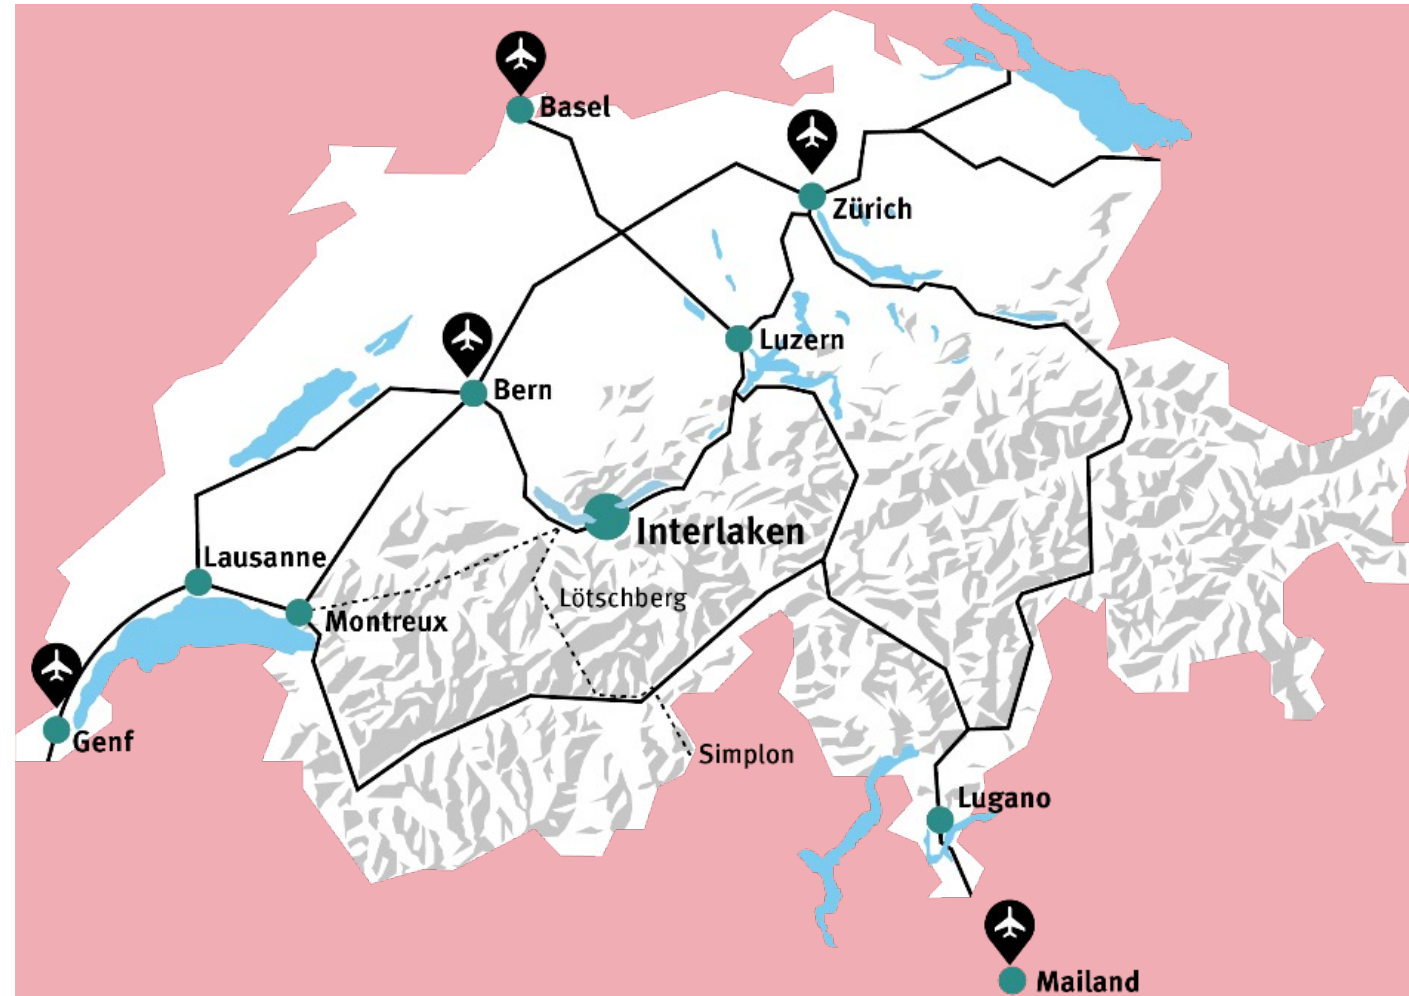 Basel
Zürich
Luzern
Bern
Interlaken
Lausanne
Lötschberg
Montreux
Genf
Simplon
Lugano
Mailand